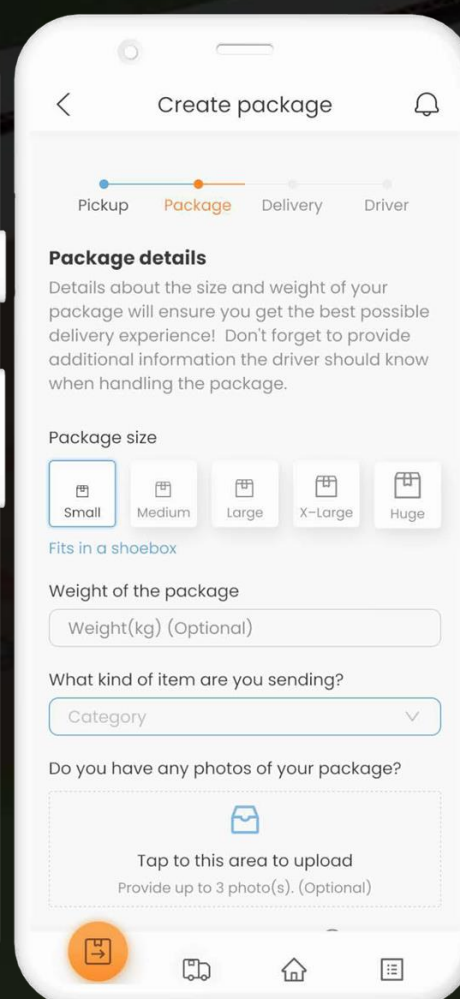 Create package
Pickup Package Delivery Driver
Package details
Details about the size and weight of your
package will ensure you get the best possible
delivery experience! Don't forget to provide
additional information the driver should know
when handling the package.
Package size
Small Medium Large X-Large Huge
Fits in a shoebox
Weight of the package
Weight(kg) (Optional)
What kind of item are you sending?
Category
Do you have any photos of your package?
Tap to this area to upload
Provide up to 3 photo(s). (Optional)